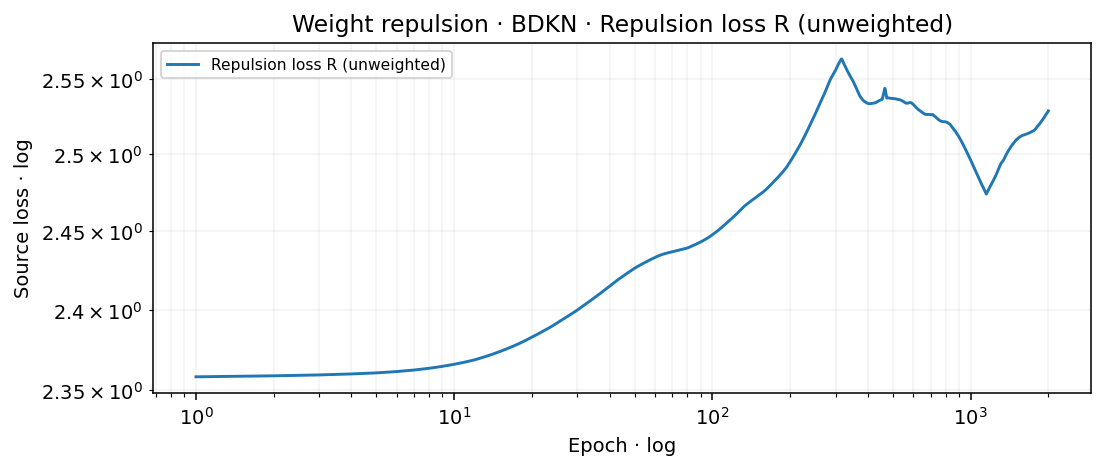 Weight repulsion · BDKN · Repulsion loss R (unweighted)
Repulsion loss R (unweighted)
Source loss · log
2.55 × 10⁰
2.5 × 10⁰
2.45 × 10⁰
2.4 × 10⁰
2.35 × 10⁰
10⁰ 10¹ 10² 10³
Epoch · log